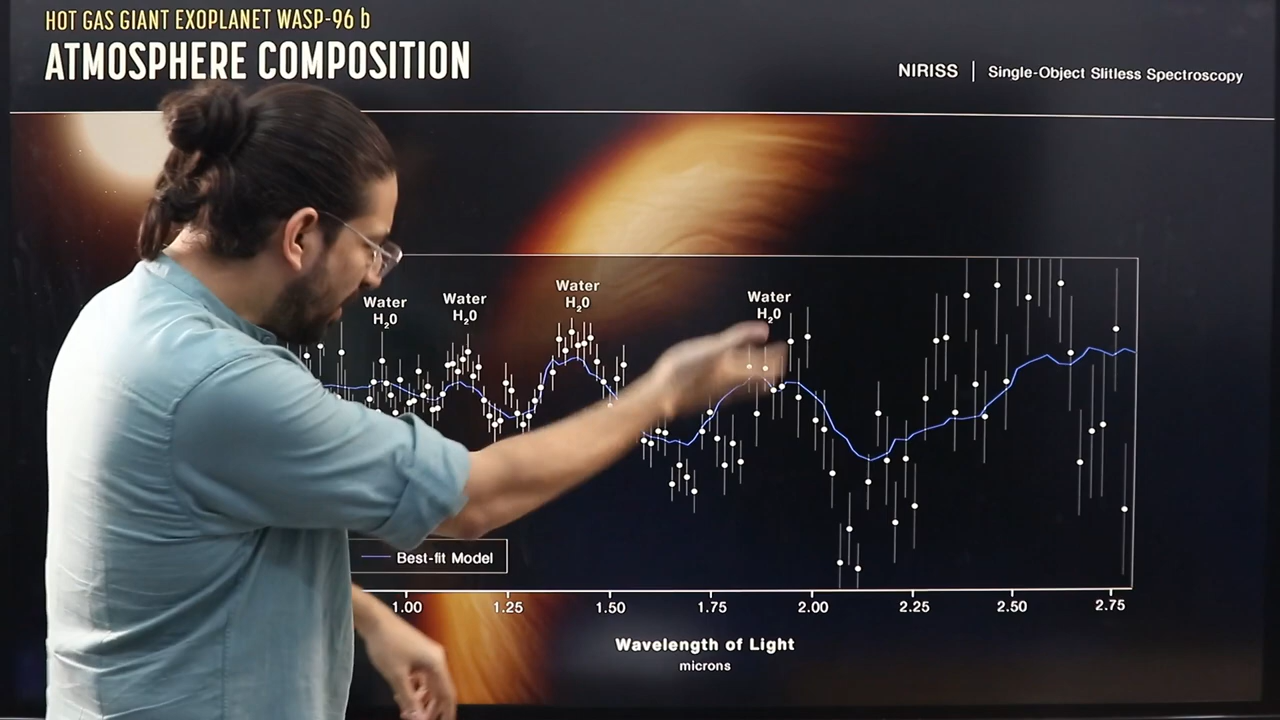 HOT GAS GIANT EXOPLANET WASP-96 b
ATMOSPHERE COMPOSITION
NIRISS | Single-Object Slitless Spectroscopy
Water
H₂O
Water
H₂O
Water
H₂O
Water
H₂O
Best-fit Model
1.00 1.25 1.50 1.75 2.00 2.25 2.50 2.75
Wavelength of Light
microns